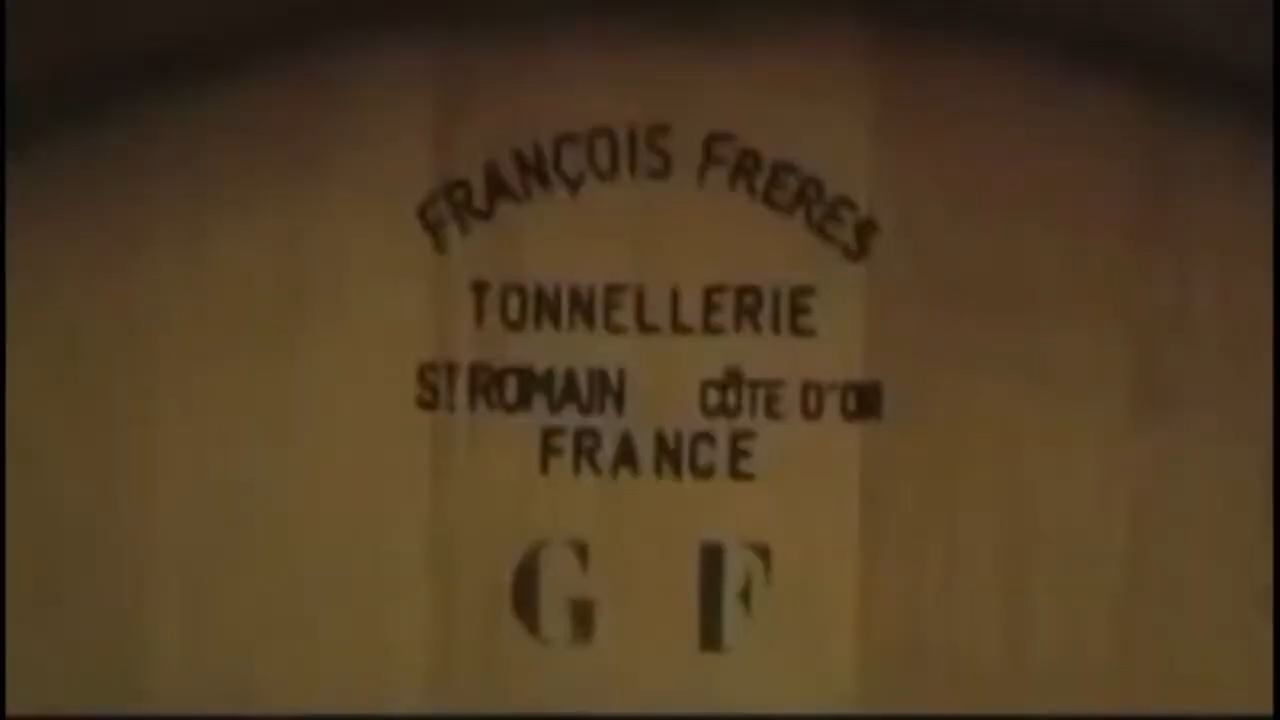 FRANÇOIS FRERES
TONNELLERIE
ST ROMAIN CÔTE D'OR
FRANCE
G F